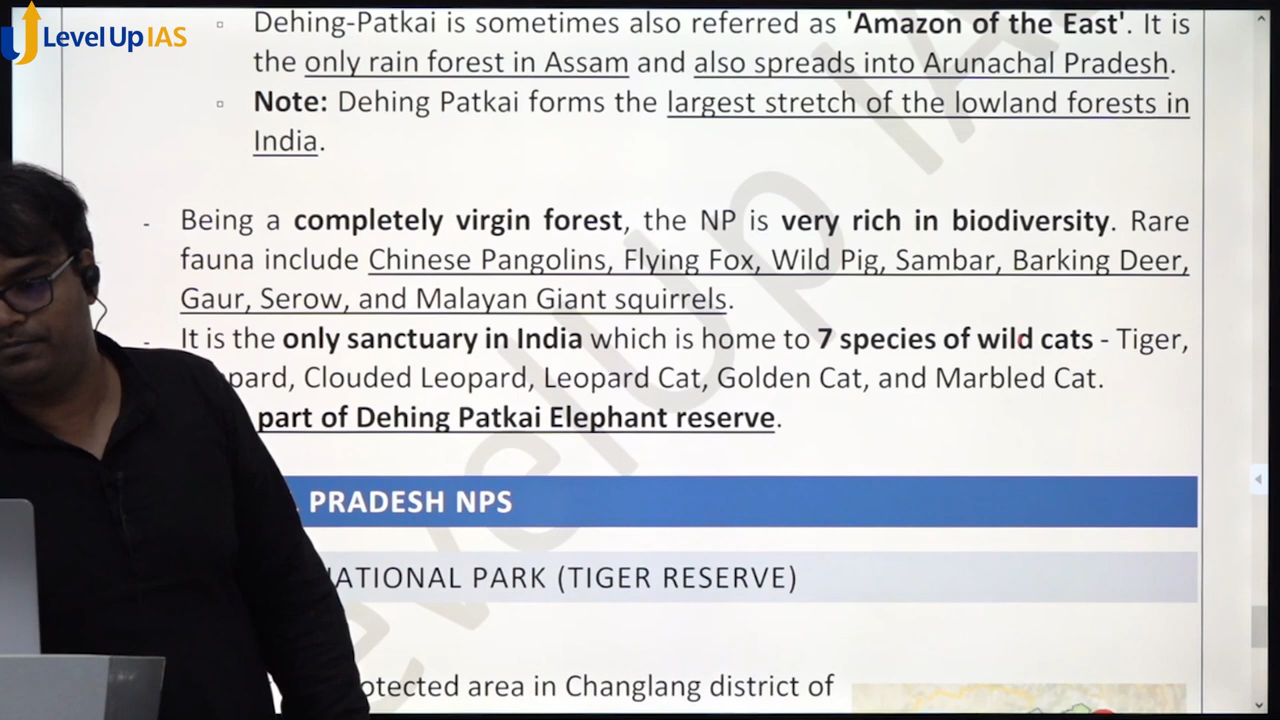 Level Up IAS
▫ Dehing-Patkai is sometimes also referred as 'Amazon of the East'. It is
the only rain forest in Assam and also spreads into Arunachal Pradesh.
▫ Note: Dehing Patkai forms the largest stretch of the lowland forests in
India.
- Being a completely virgin forest, the NP is very rich in biodiversity. Rare
fauna include Chinese Pangolins, Flying Fox, Wild Pig, Sambar, Barking Deer,
Gaur, Serow, and Malayan Giant squirrels.
- It is the only sanctuary in India which is home to 7 species of wild cats - Tiger,
pard, Clouded Leopard, Leopard Cat, Golden Cat, and Marbled Cat.
part of Dehing Patkai Elephant reserve.
PRADESH NPS
NATIONAL PARK (TIGER RESERVE)
otected area in Changlang district of
LevelUp IA